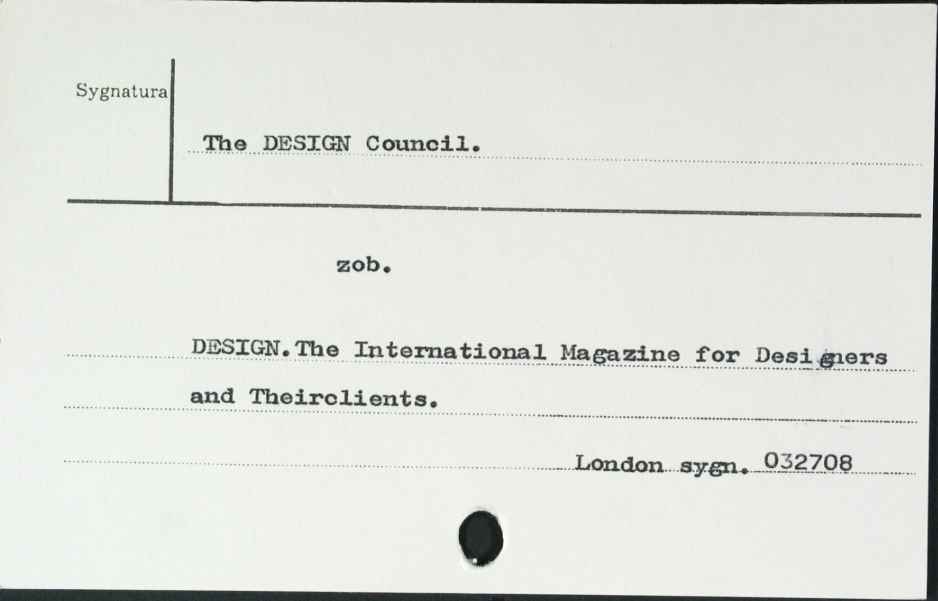 Sygnatura
The DESIGN Council.
zob.
DESIGN.The International Magazine for Designers
and Theirclients.
London sygn. 032708